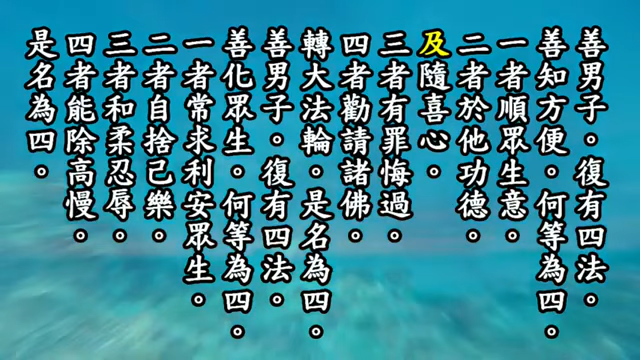 善男子。復有四法。
善知方便。何等為四。
一者順眾生意。
二者於他功德。
及隨喜心。
三者有罪悔過。
四者勸請諸佛。
轉大法輪。是名為四。
善男子。復有四法。
善化眾生。何等為四。
一者常求利安眾生。
二者自捨己樂。
三者和柔忍辱。
四者能除高慢。
是名為四。